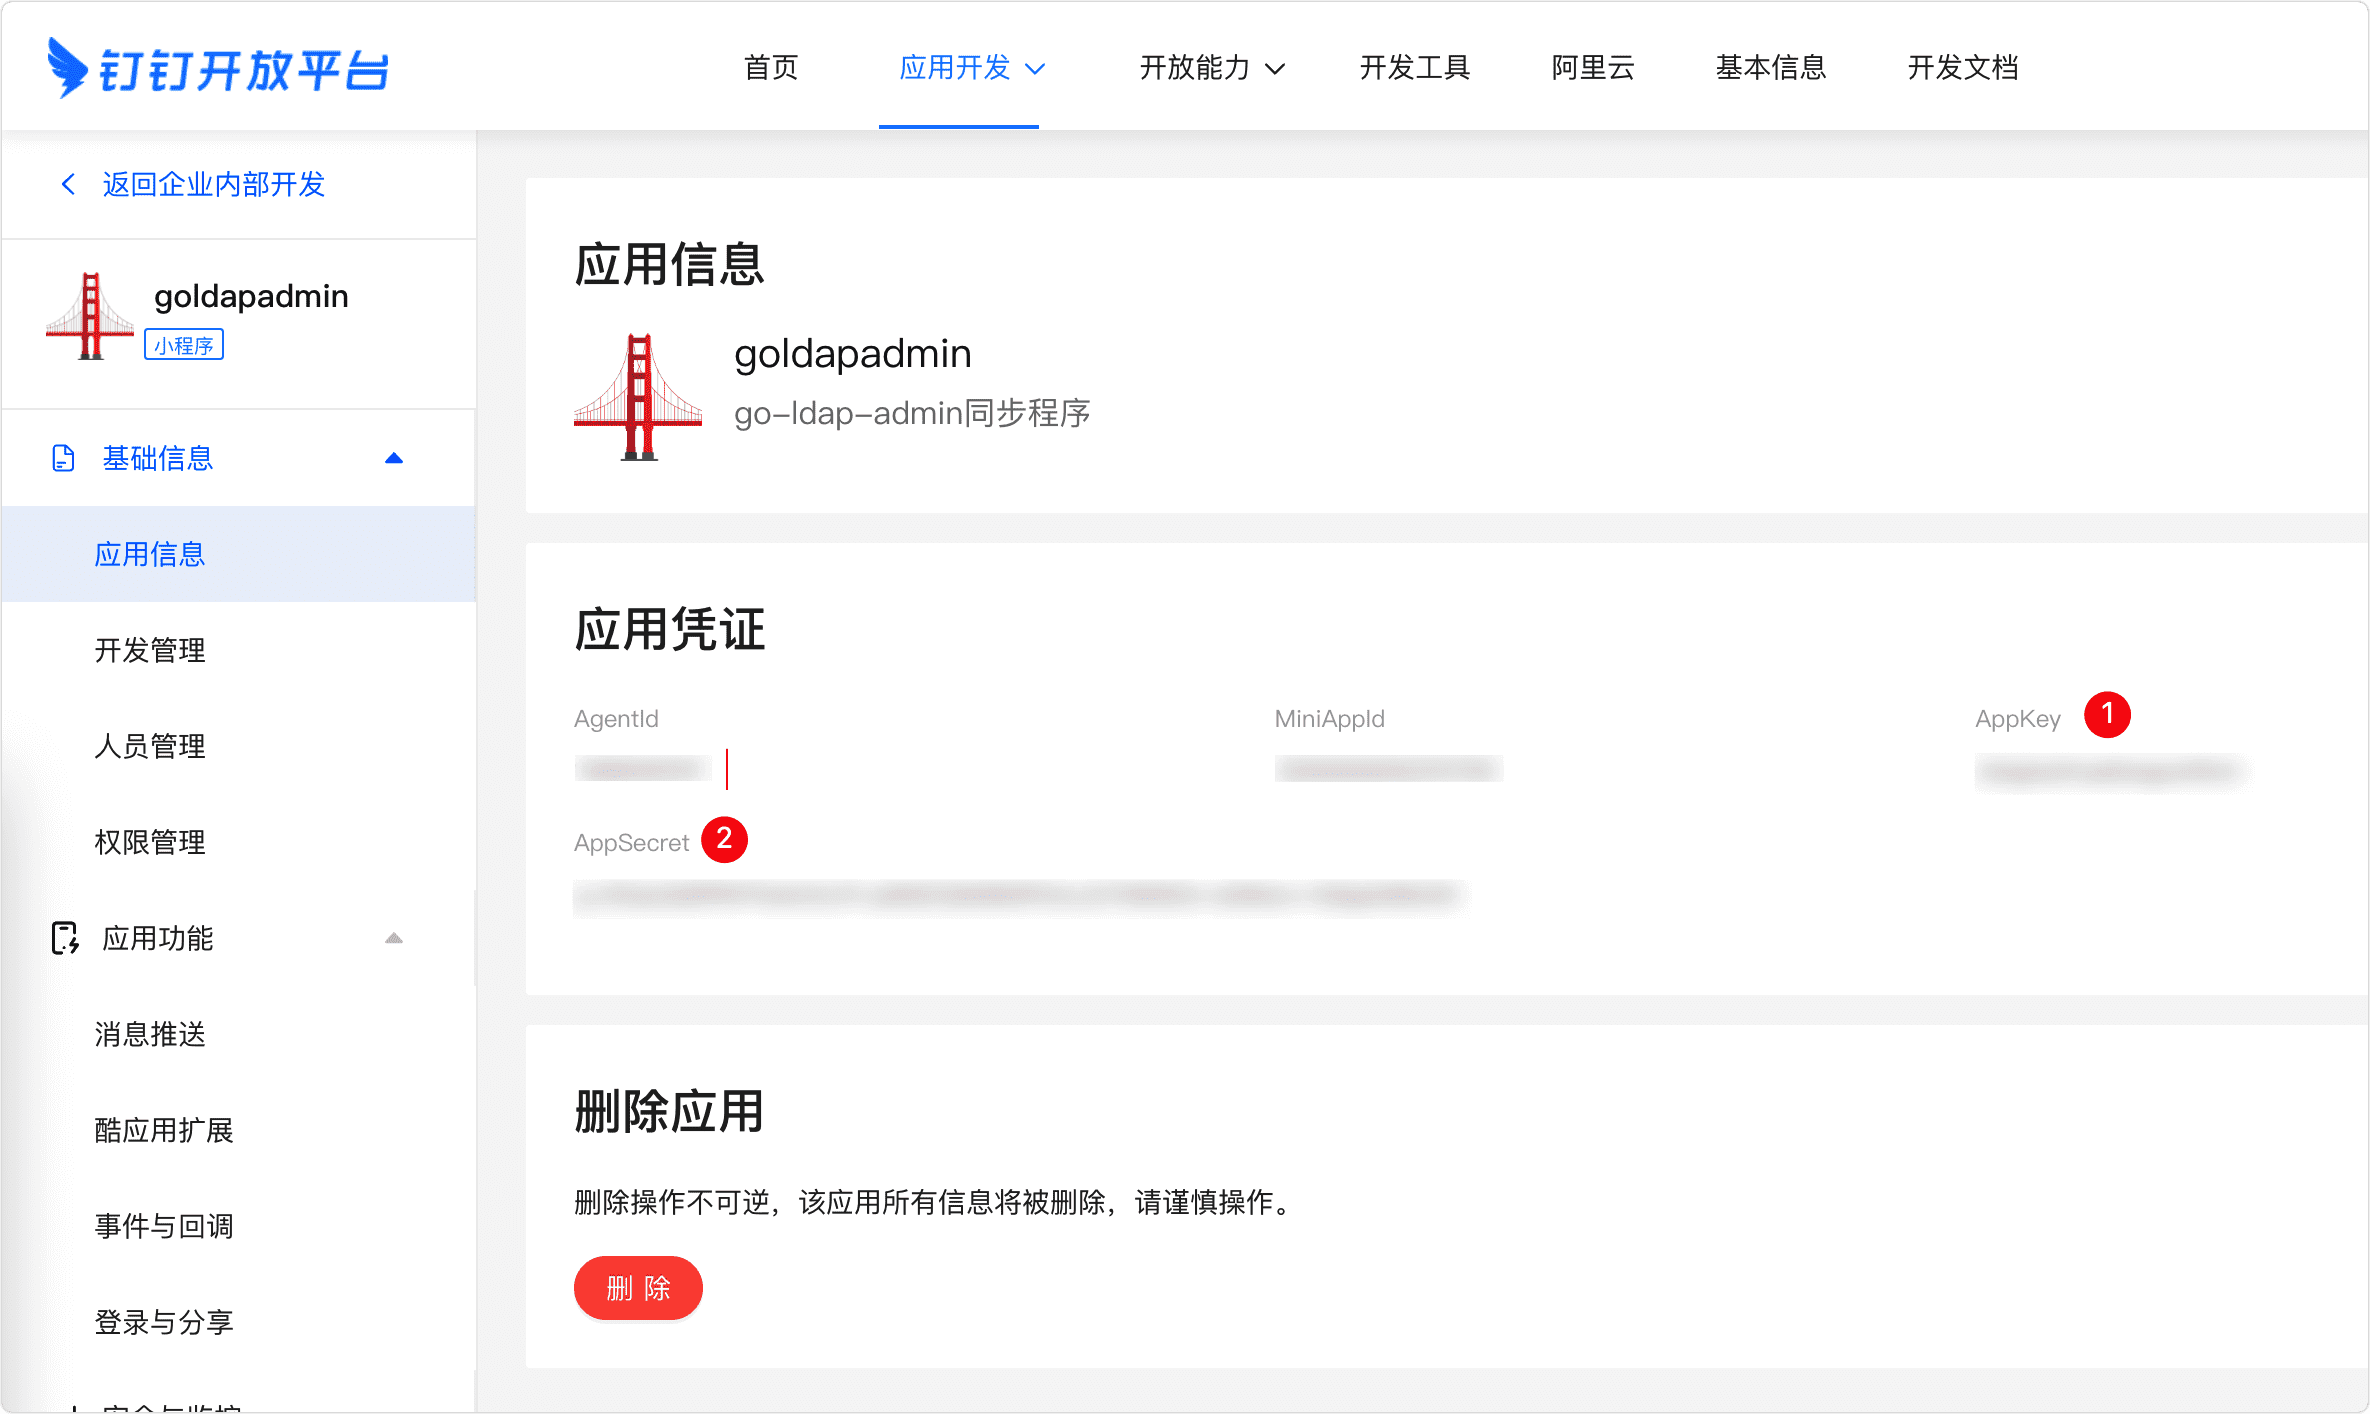 钉钉开放平台
首页 应用开发 开放能力 开发工具 阿里云 基本信息 开发文档
返回企业内部开发
goldapadmin
小程序
基础信息
应用信息
开发管理
人员管理
权限管理
应用功能
消息推送
酷应用扩展
事件与回调
登录与分享
安全与监控
应用信息
goldapadmin
go-ldap-admin同步程序
应用凭证
AgentId MiniAppId AppKey 1
AppSecret 2
删除应用
删除操作不可逆，该应用所有信息将被删除，请谨慎操作。
删 除